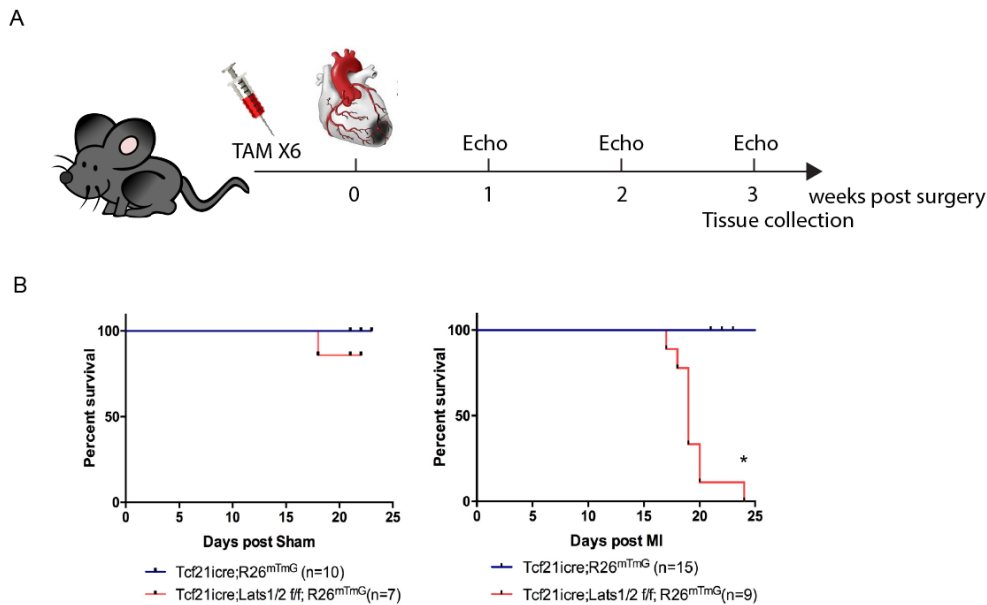 A
TAM X6
Echo Echo Echo
0 1 2 3 weeks post surgery
Tissue collection
B
Percent survival
100
50
0
0 5 10 15 20 25
Days post Sham
Tcf21icre;R26mTmG (n=10)
Tcf21icre;Lats1/2 f/f; R26mTmG(n=7)
Percent survival
100
50
0
*
0 5 10 15 20 25
Days post MI
Tcf21icre;R26mTmG (n=15)
Tcf21icre;Lats1/2 f/f; R26mTmG(n=9)